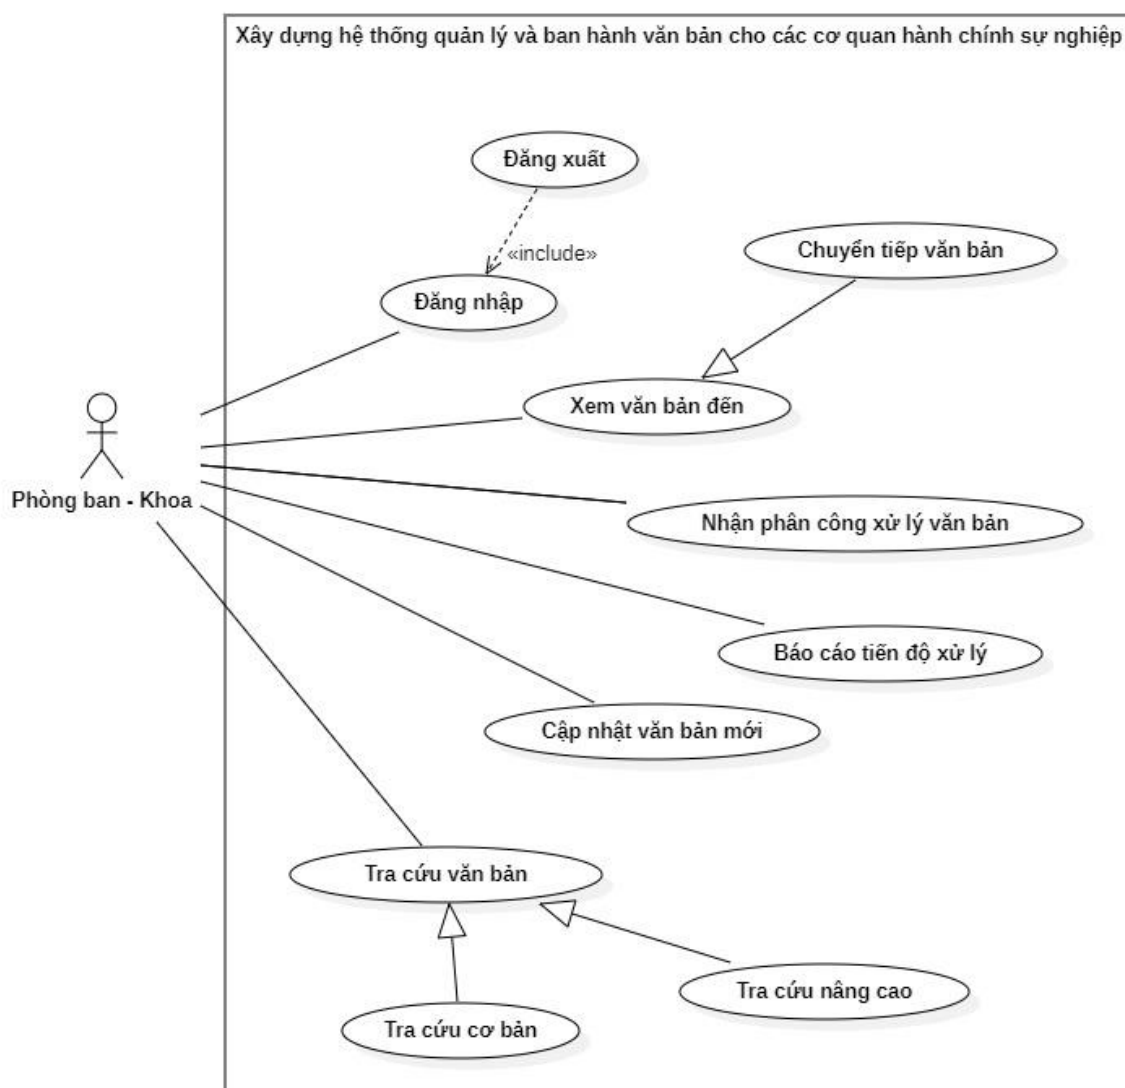 Xây dựng hệ thống quản lý và ban hành văn bản cho các cơ quan hành chính sự nghiệp
Đăng xuất
«include»
Chuyển tiếp văn bản
Đăng nhập
Xem văn bản đến
Phòng ban - Khoa
Nhận phân công xử lý văn bản
Báo cáo tiến độ xử lý
Cập nhật văn bản mới
Tra cứu văn bản
Tra cứu nâng cao
Tra cứu cơ bản